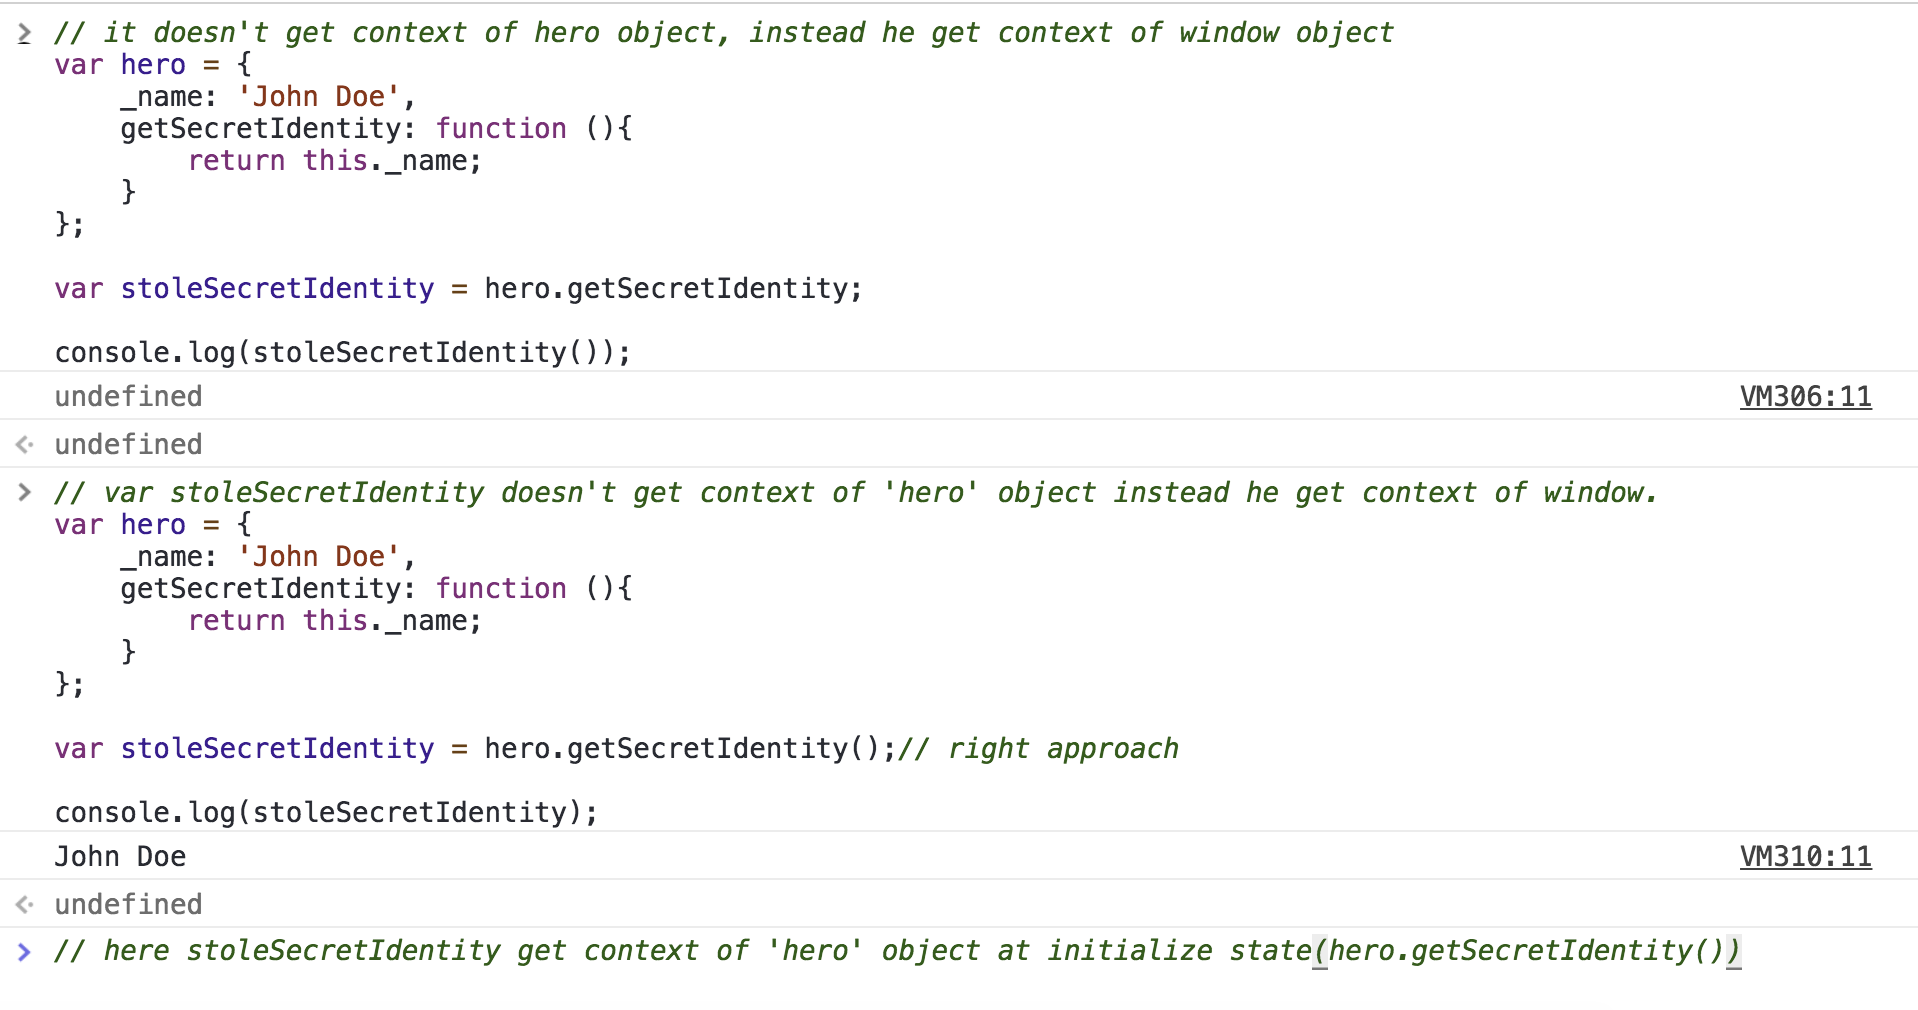 // it doesn't get context of hero object, instead he get context of window object
var hero = {
    _name: 'John Doe',
    getSecretIdentity: function (){
        return this._name;
    }
};
var stoleSecretIdentity = hero.getSecretIdentity;
console.log(stoleSecretIdentity());
undefined VM306:11
undefined
// var stoleSecretIdentity doesn't get context of 'hero' object instead he get context of window.
var hero = {
    _name: 'John Doe',
    getSecretIdentity: function (){
        return this._name;
    }
};
var stoleSecretIdentity = hero.getSecretIdentity();// right approach
console.log(stoleSecretIdentity);
John Doe VM310:11
undefined
// here stoleSecretIdentity get context of 'hero' object at initialize state(hero.getSecretIdentity())